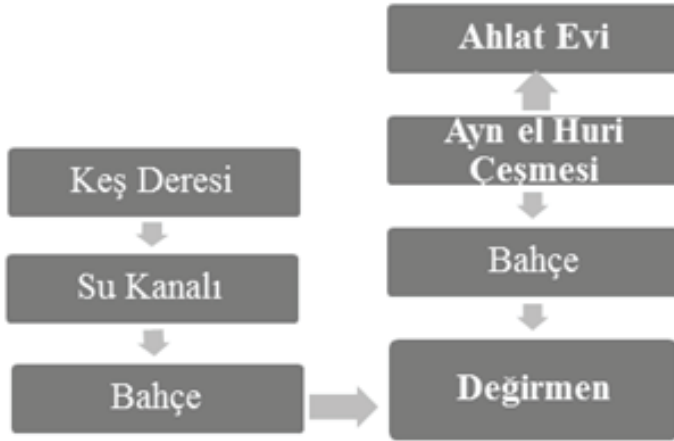 Keş Deresi
Su Kanalı
Bahçe
Ahlat Evi
Ayn el Huri
Çeşmesi
Bahçe
Değirmen